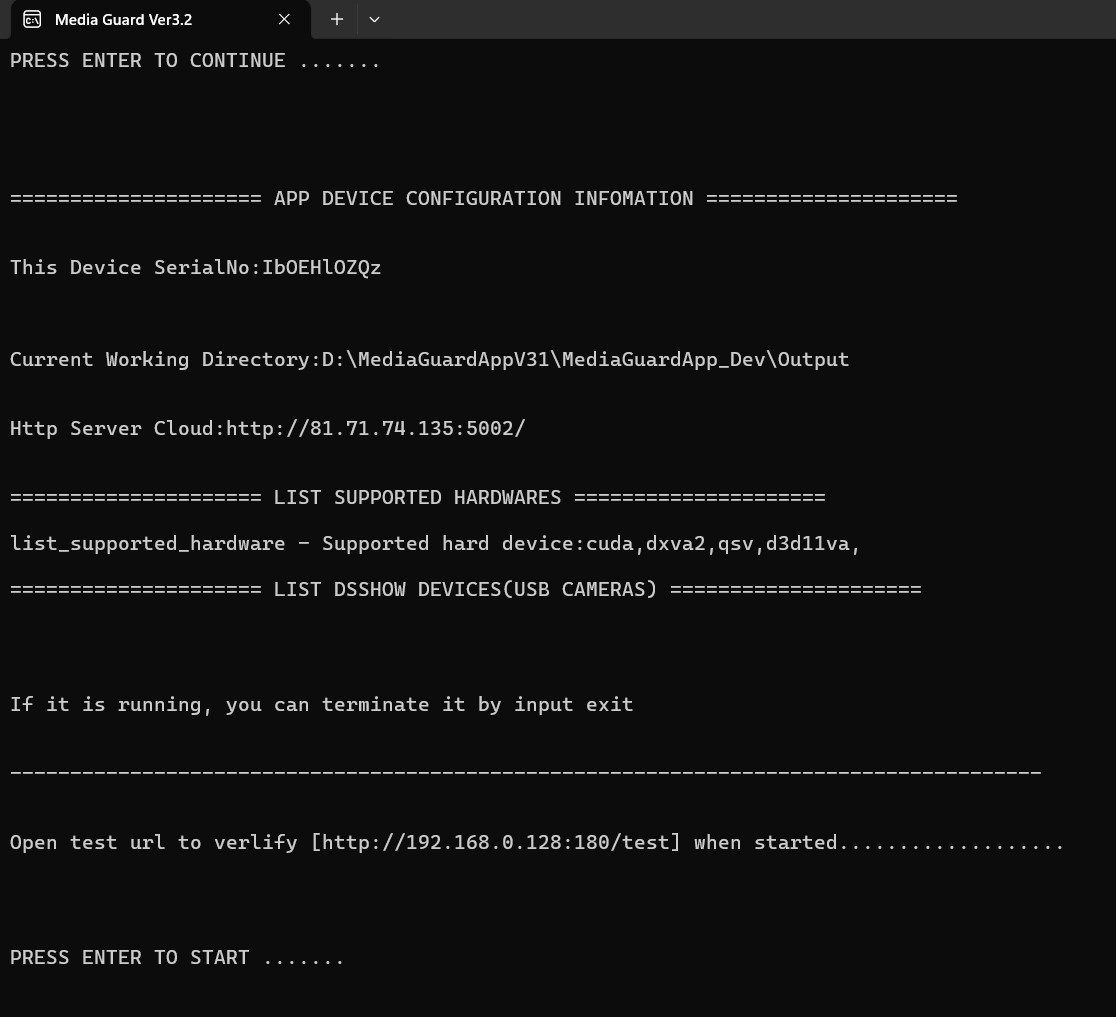 Media Guard Ver3.2
PRESS ENTER TO CONTINUE .......
===================== APP DEVICE CONFIGURATION INFOMATION =====================
This Device SerialNo:IbOEHlOZQz
Current Working Directory:D:\MediaGuardAppV31\MediaGuardApp_Dev\Output
Http Server Cloud:http://81.71.74.135:5002/
===================== LIST SUPPORTED HARDWARES =====================
list_supported_hardware - Supported hard device:cuda,dxva2,qsv,d3d11va,
===================== LIST DSSHOW DEVICES(USB CAMERAS) =====================
If it is running, you can terminate it by input exit
--------------------------------------------------------------------------------------
Open test url to verlify [http://192.168.0.128:180/test] when started...................
PRESS ENTER TO START .......